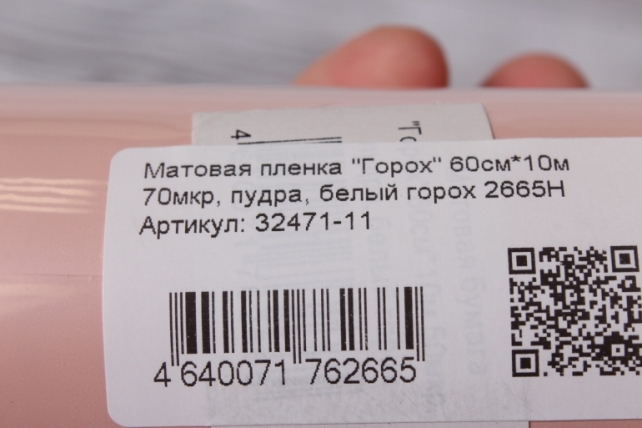 Матовая пленка "Горох" 60см*10м
70мкр, пудра, белый горох 2665Н
Артикул: 32471-11
4 640071 762665